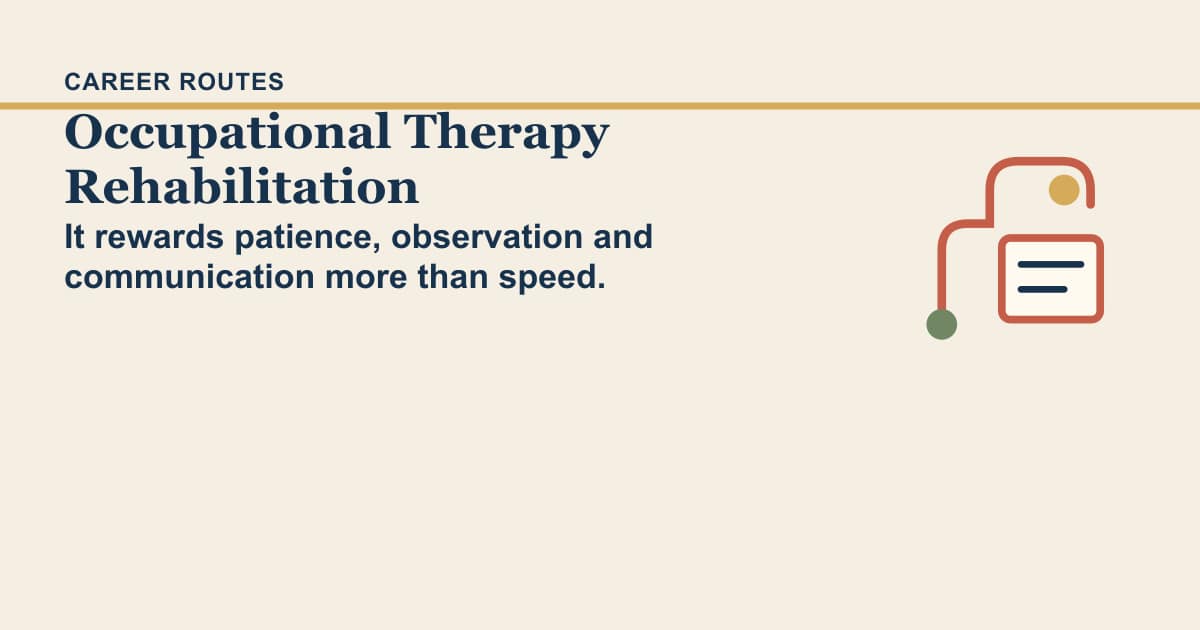 CAREER ROUTES
Occupational Therapy
Rehabilitation
It rewards patience, observation and
communication more than speed.